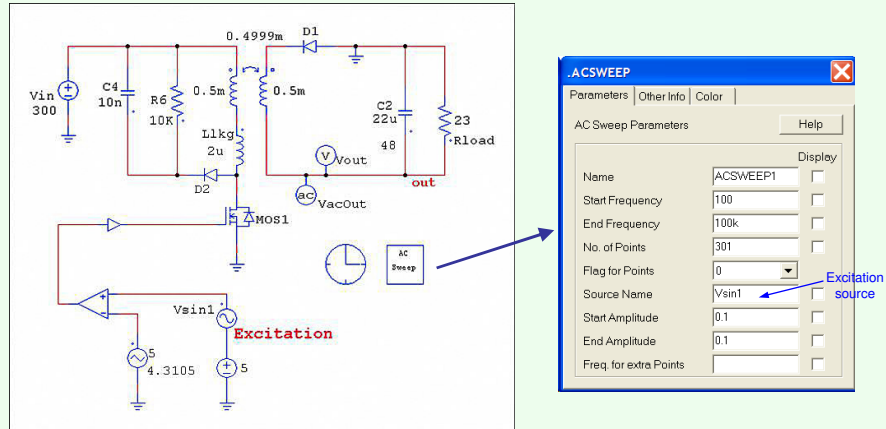 D1
0.4999m
Vin
300
C4
10n
R6
10K
0.5m
0.5m
C2
22u
48
23
Rload
Llkg
2u
V
Vout
out
D2
ac
VacOut
MOS1
AC
Sweep
Vsin1
Excitation
5
4.3105
5
.ACSWEEP
Parameters
Other Info
Color
AC Sweep Parameters
Help
Display
Name
ACSWEEP1
Start Frequency
100
End Frequency
100k
No. of Points
301
Flag for Points
0
Source Name
Vsin1
Excitation
source
Start Amplitude
0.1
End Amplitude
0.1
Freq. for extra Points